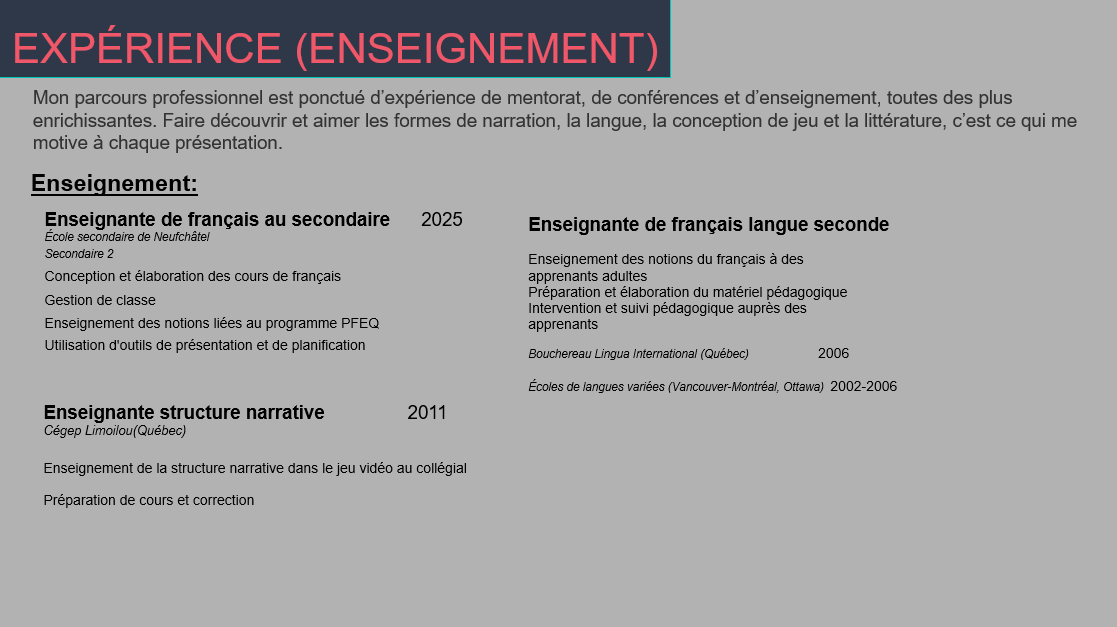 EXPÉRIENCE (ENSEIGNEMENT)
Mon parcours professionnel est ponctué d’expérience de mentorat, de conférences et d’enseignement, toutes des plus
enrichissantes. Faire découvrir et aimer les formes de narration, la langue, la conception de jeu et la littérature, c’est ce qui me
motive à chaque présentation.
Enseignement:
Enseignante de français au secondaire 2025
École secondaire de Neufchâtel
Secondaire 2
Conception et élaboration des cours de français
Gestion de classe
Enseignement des notions liées au programme PFEQ
Utilisation d'outils de présentation et de planification
Enseignante structure narrative 2011
Cégep Limoilou(Québec)
Enseignement de la structure narrative dans le jeu vidéo au collégial
Préparation de cours et correction
Enseignante de français langue seconde
Enseignement des notions du français à des
apprenants adultes
Préparation et élaboration du matériel pédagogique
Intervention et suivi pédagogique auprès des
apprenants
Bouchereau Lingua International (Québec) 2006
Écoles de langues variées (Vancouver-Montréal, Ottawa) 2002-2006